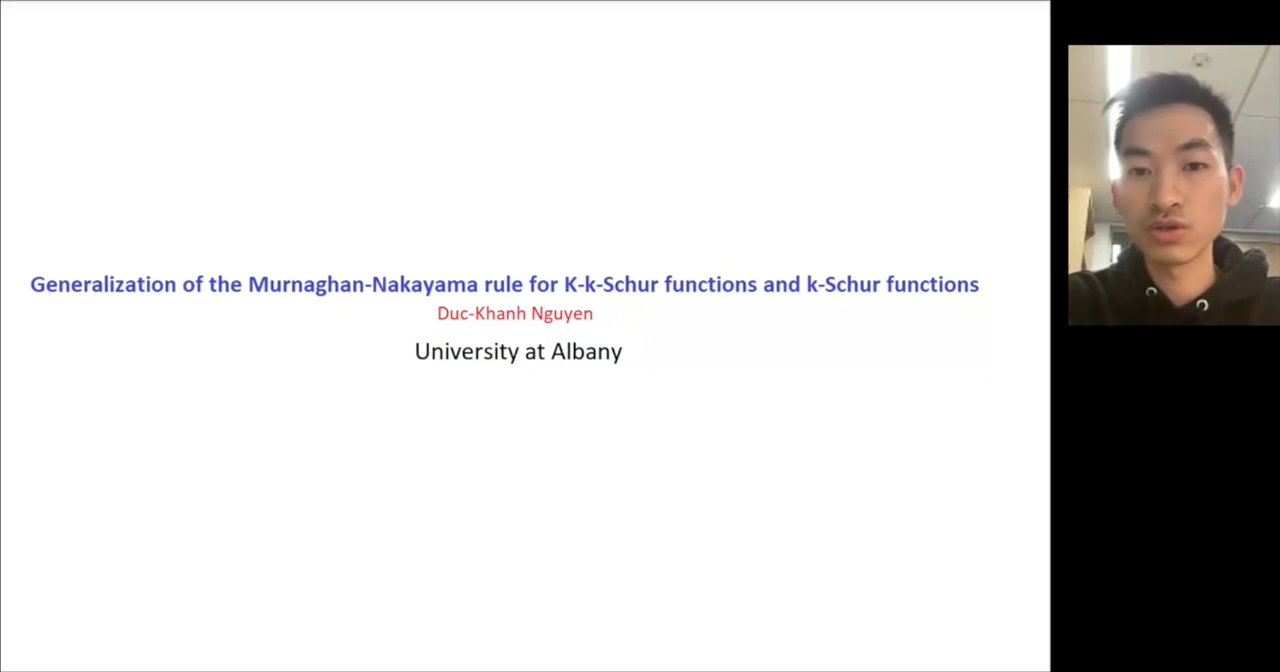 Generalization of the Murnaghan-Nakayama rule for K-k-Schur functions and k-Schur functions
Duc-Khanh Nguyen
University at Albany